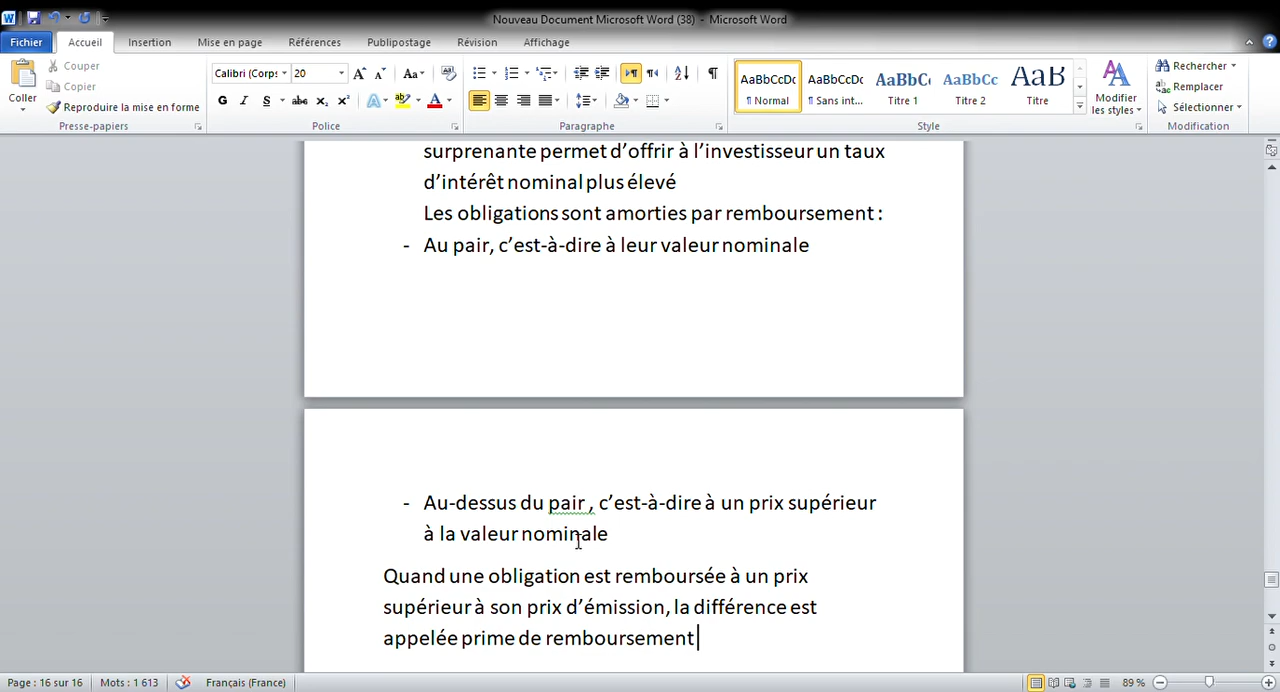 Nouveau Document Microsoft Word (38) - Microsoft Word
Fichier Accueil Insertion Mise en page Références Publipostage Révision Affichage
Coller
Couper
Copier
Reproduire la mise en forme
Presse-papiers
Calibri (Corps 20
G I S abc x₂ x²
Police
Paragraphe
AaBbCcDc AaBbCcDc AaBbC AaBbCc AaB
¶ Normal ¶ Sans int... Titre 1 Titre 2 Titre
Modifier
les styles
Style
Rechercher
Remplacer
Sélectionner
Modification
surprenante permet d’offrir à l’investisseur un taux
d’intérêt nominal plus élevé
Les obligations sont amorties par remboursement :
- Au pair, c’est-à-dire à leur valeur nominale
- Au-dessus du pair , c’est-à-dire à un prix supérieur
à la valeur nominale
Quand une obligation est remboursée à un prix
supérieur à son prix d’émission, la différence est
appelée prime de remboursement
Page : 16 sur 16 Mots : 1 613 Français (France) 89 %